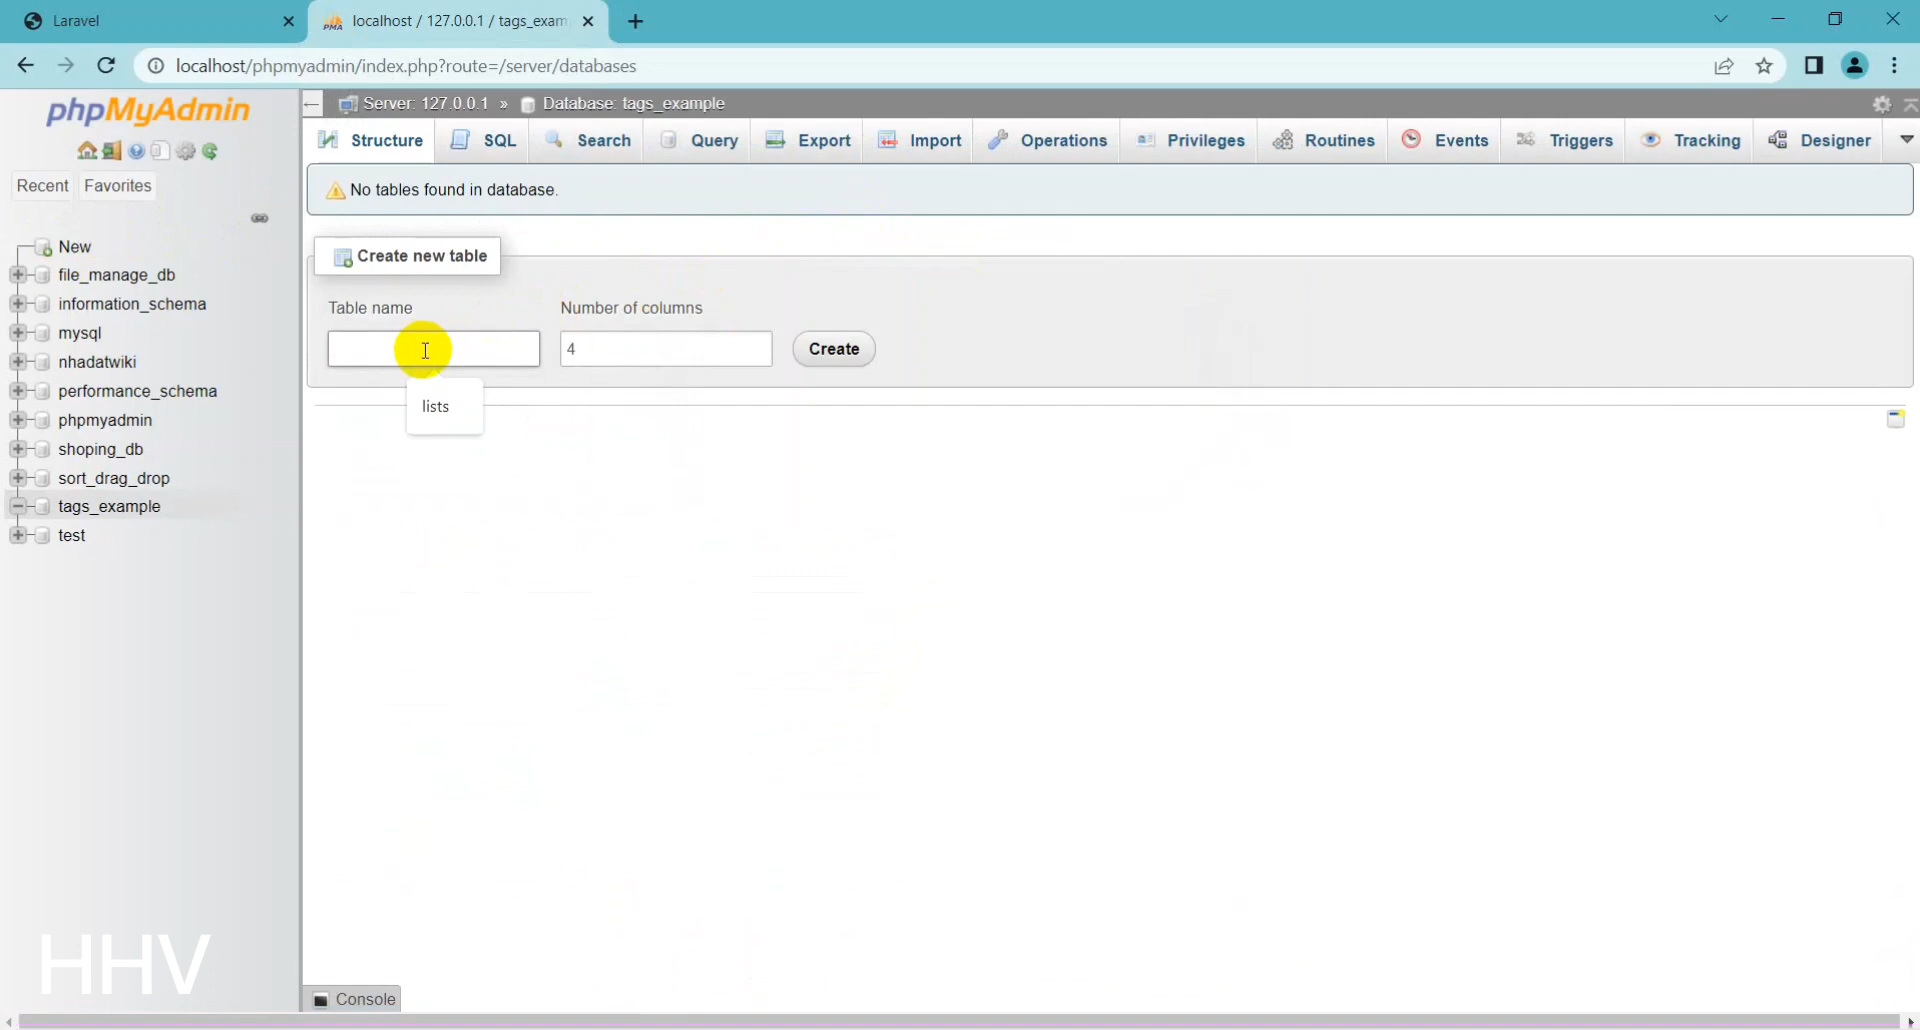 Laravel
localhost / 127.0.0.1 / tags_exam
localhost/phpmyadmin/index.php?route=/server/databases
phpMyAdmin
Server: 127.0.0.1 » Database: tags_example
Structure SQL Search Query Export Import Operations Privileges Routines Events Triggers Tracking Designer
Recent Favorites
No tables found in database.
New
file_manage_db
information_schema
mysql
nhadatwiki
performance_schema
phpmyadmin
shoping_db
sort_drag_drop
tags_example
test
Create new table
Table name Number of columns
4 Create
lists
HHV
Console